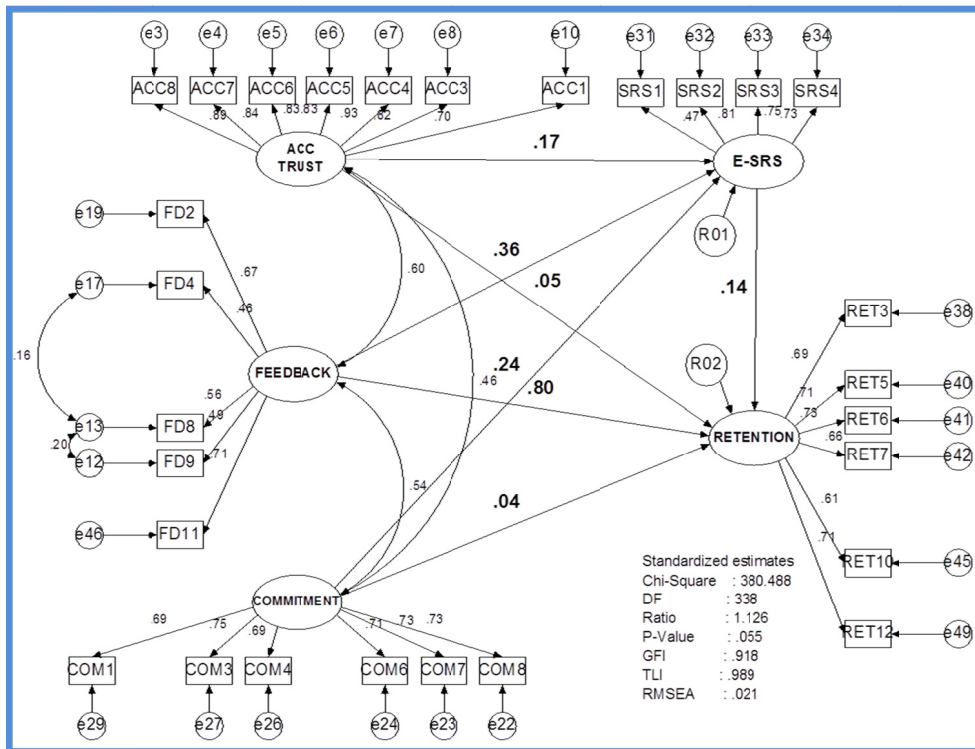 e3 e4 e5 e6 e7 e8 e10 e31 e32 e33 e34
ACC8 ACC7 ACC6 ACC5 ACC4 ACC3 ACC1 SRS1 SRS2 SRS3 SRS4
.89 .84 .83 .83 .93 .62 .70 .47 .81 .75 .73
ACC
TRUST
.17
E-SRS
e19 FD2
R01
.67
.36
.60
e17 FD4
.05
.14
.46
RET3 e38
.16
R02
.69
FEEDBACK
.24
.46
.71
RET5 e40
.56
.80
.73
e13 FD8
.49
RET6 e41
RETENTION
.20
.66
e12 FD9
.71
RET7 e42
.54
.04
.61
e46 FD11
.71
RET10 e45
Standardized estimates
Chi-Square : 380.488
DF : 338
Ratio : 1.126
P-Value : .055
GFI : .918
TLI : .989
RMSEA : .021
COMMITMENT
RET12 e49
.69 .75 .69 .71 .73 .73
COM1 COM3 COM4 COM6 COM7 COM8
e29 e27 e26 e24 e23 e22